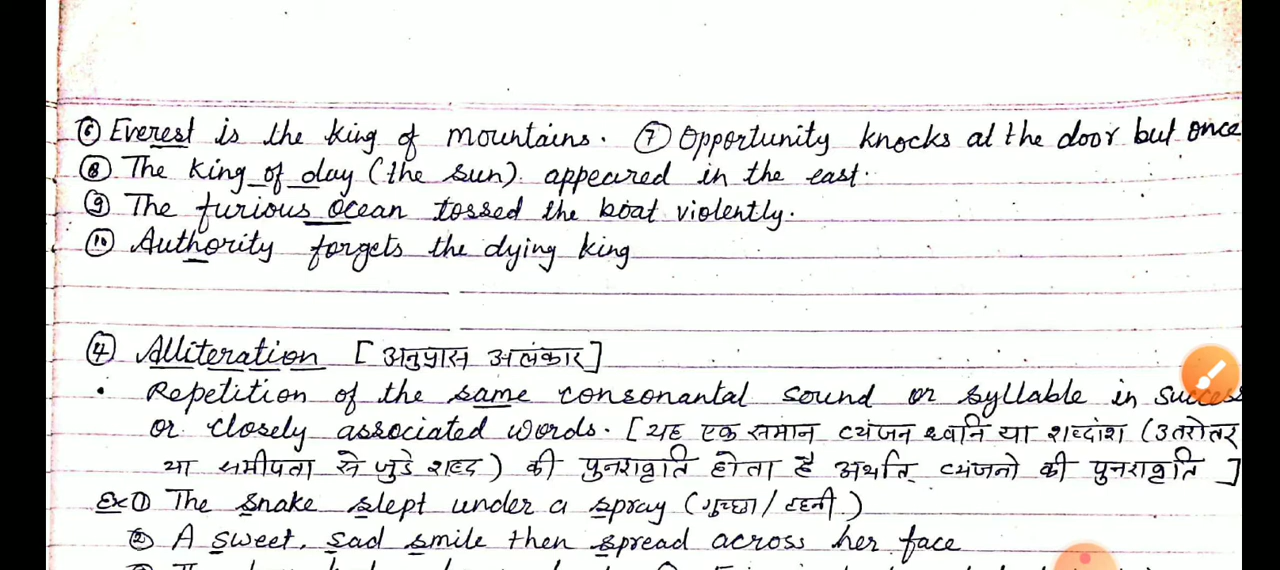 ⑥ Everest is the king of mountains. ⑦ Opportunity knocks at the door but once
⑧ The king of day (the sun) appeared in the east.
⑨ The furious ocean tossed the boat violently.
⑩ Authority forgets the dying king
④ Alliteration [अनुप्रास अलंकार]
• Repetition of the same consonantal sound or syllable in success
or closely associated words. [यह एक समान व्यंजन ध्वनि या शब्दांश (उतरोतर
या समीपता से जुडे शब्द) की पुनरावृति होता है अर्थात व्यंजनो की पुनरावृति]
Ex ① The snake slept under a spray (गुच्छा / टहनी.)
② A sweet, sad smile then spread across her face